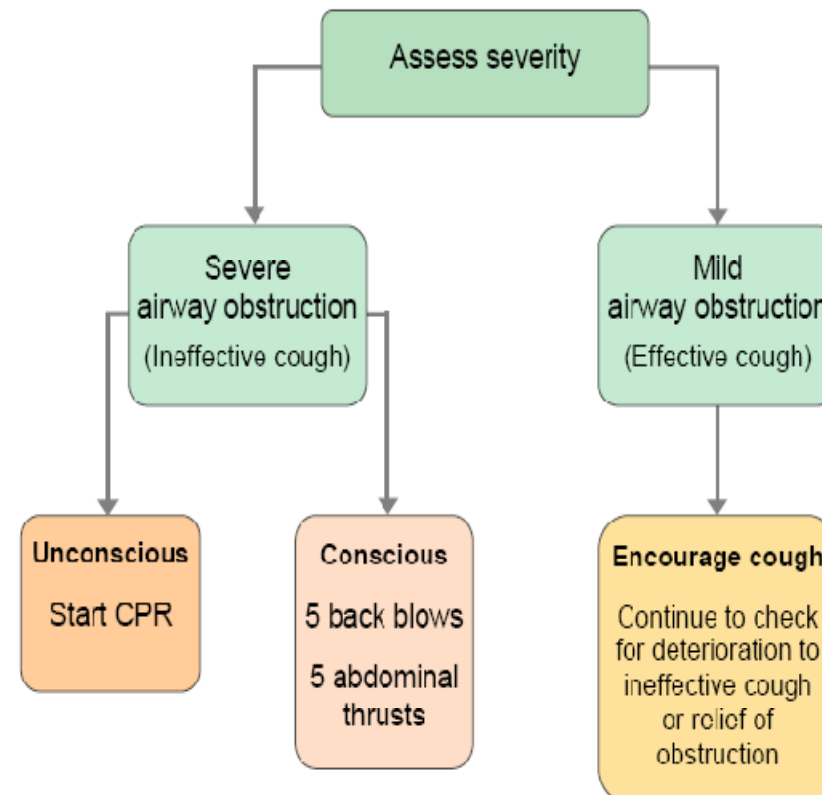 Assess severity
Severe
airway obstruction
(Ineffective cough)
Mild
airway obstruction
(Effective cough)
Unconscious
Start CPR
Conscious
5 back blows
5 abdominal
thrusts
Encourage cough
Continue to check
for deterioration to
ineffective cough
or relief of
obstruction